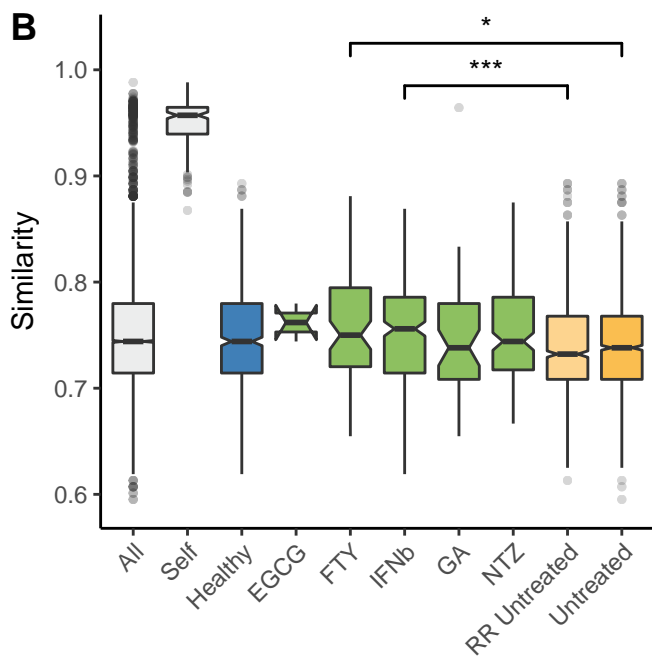 B
*
***
Similarity
1.0
0.9
0.8
0.7
0.6
All
Self
Healthy
EGCG
FTY
IFNb
GA
NTZ
RR Untreated
Untreated